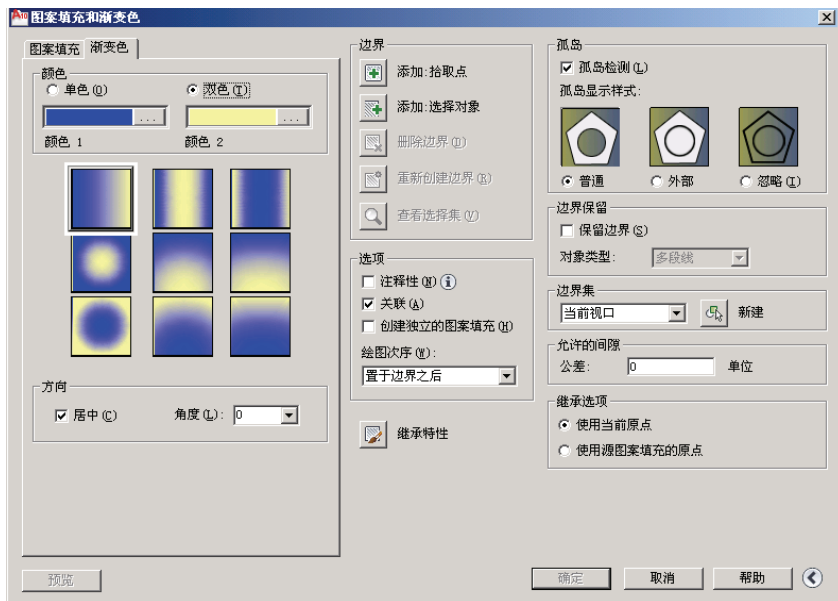 图案填充和渐变色
图案填充
渐变色
颜色
单色(O)
双色(T)
...
...
颜色 1
颜色 2
方向
居中(C)
角度(L):
0
预览
边界
添加:拾取点
添加:选择对象
删除边界(D)
重新创建边界(R)
查看选择集(V)
选项
注释性(N)
关联(A)
创建独立的图案填充(H)
绘图次序(W):
置于边界之后
继承特性
孤岛
孤岛检测(L)
孤岛显示样式:
普通
外部
忽略(I)
边界保留
保留边界(S)
对象类型:
多段线
边界集
当前视口
新建
允许的间隙
公差:
0
单位
继承选项
使用当前原点
使用源图案填充的原点
确定
取消
帮助